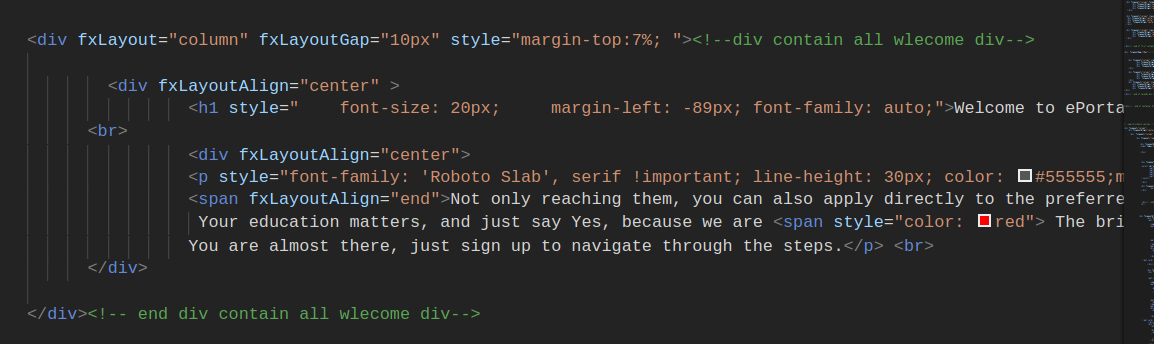 <div fxLayout="column" fxLayoutGap="10px" style="margin-top:7%; "><!--div contain all wlecome div-->
<div fxLayoutAlign="center" >
<h1 style="    font-size: 20px;     margin-left: -89px; font-family: auto;">Welcome to ePorta
<br>
<div fxLayoutAlign="center">
<p style="font-family: 'Roboto Slab', serif !important; line-height: 30px; color: #555555;m
<span fxLayoutAlign="end">Not only reaching them, you can also apply directly to the preferre
Your education matters, and just say Yes, because we are <span style="color: red"> The bri
You are almost there, just sign up to navigate through the steps.</p> <br>
</div>
</div><!-- end div contain all wlecome div-->